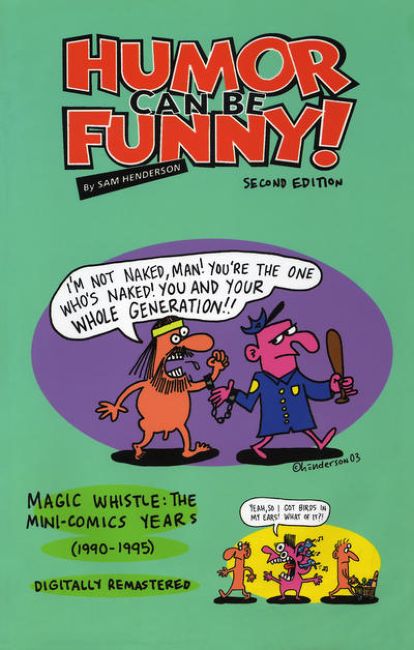 HUMOR
CAN BE
FUNNY!
By SAM HENDERSON
SECOND EDITION
I'M NOT NAKED, MAN! YOU'RE THE ONE
WHO'S NAKED! YOU AND YOUR
WHOLE GENERATION!!
©henderson03
MAGIC WHISTLE: THE
MINI-COMICS YEARS
(1990-1995)
DIGITALLY REMASTERED
YEAH, SO I GOT BIRDS IN
MY EARS! WHAT OF IT?!